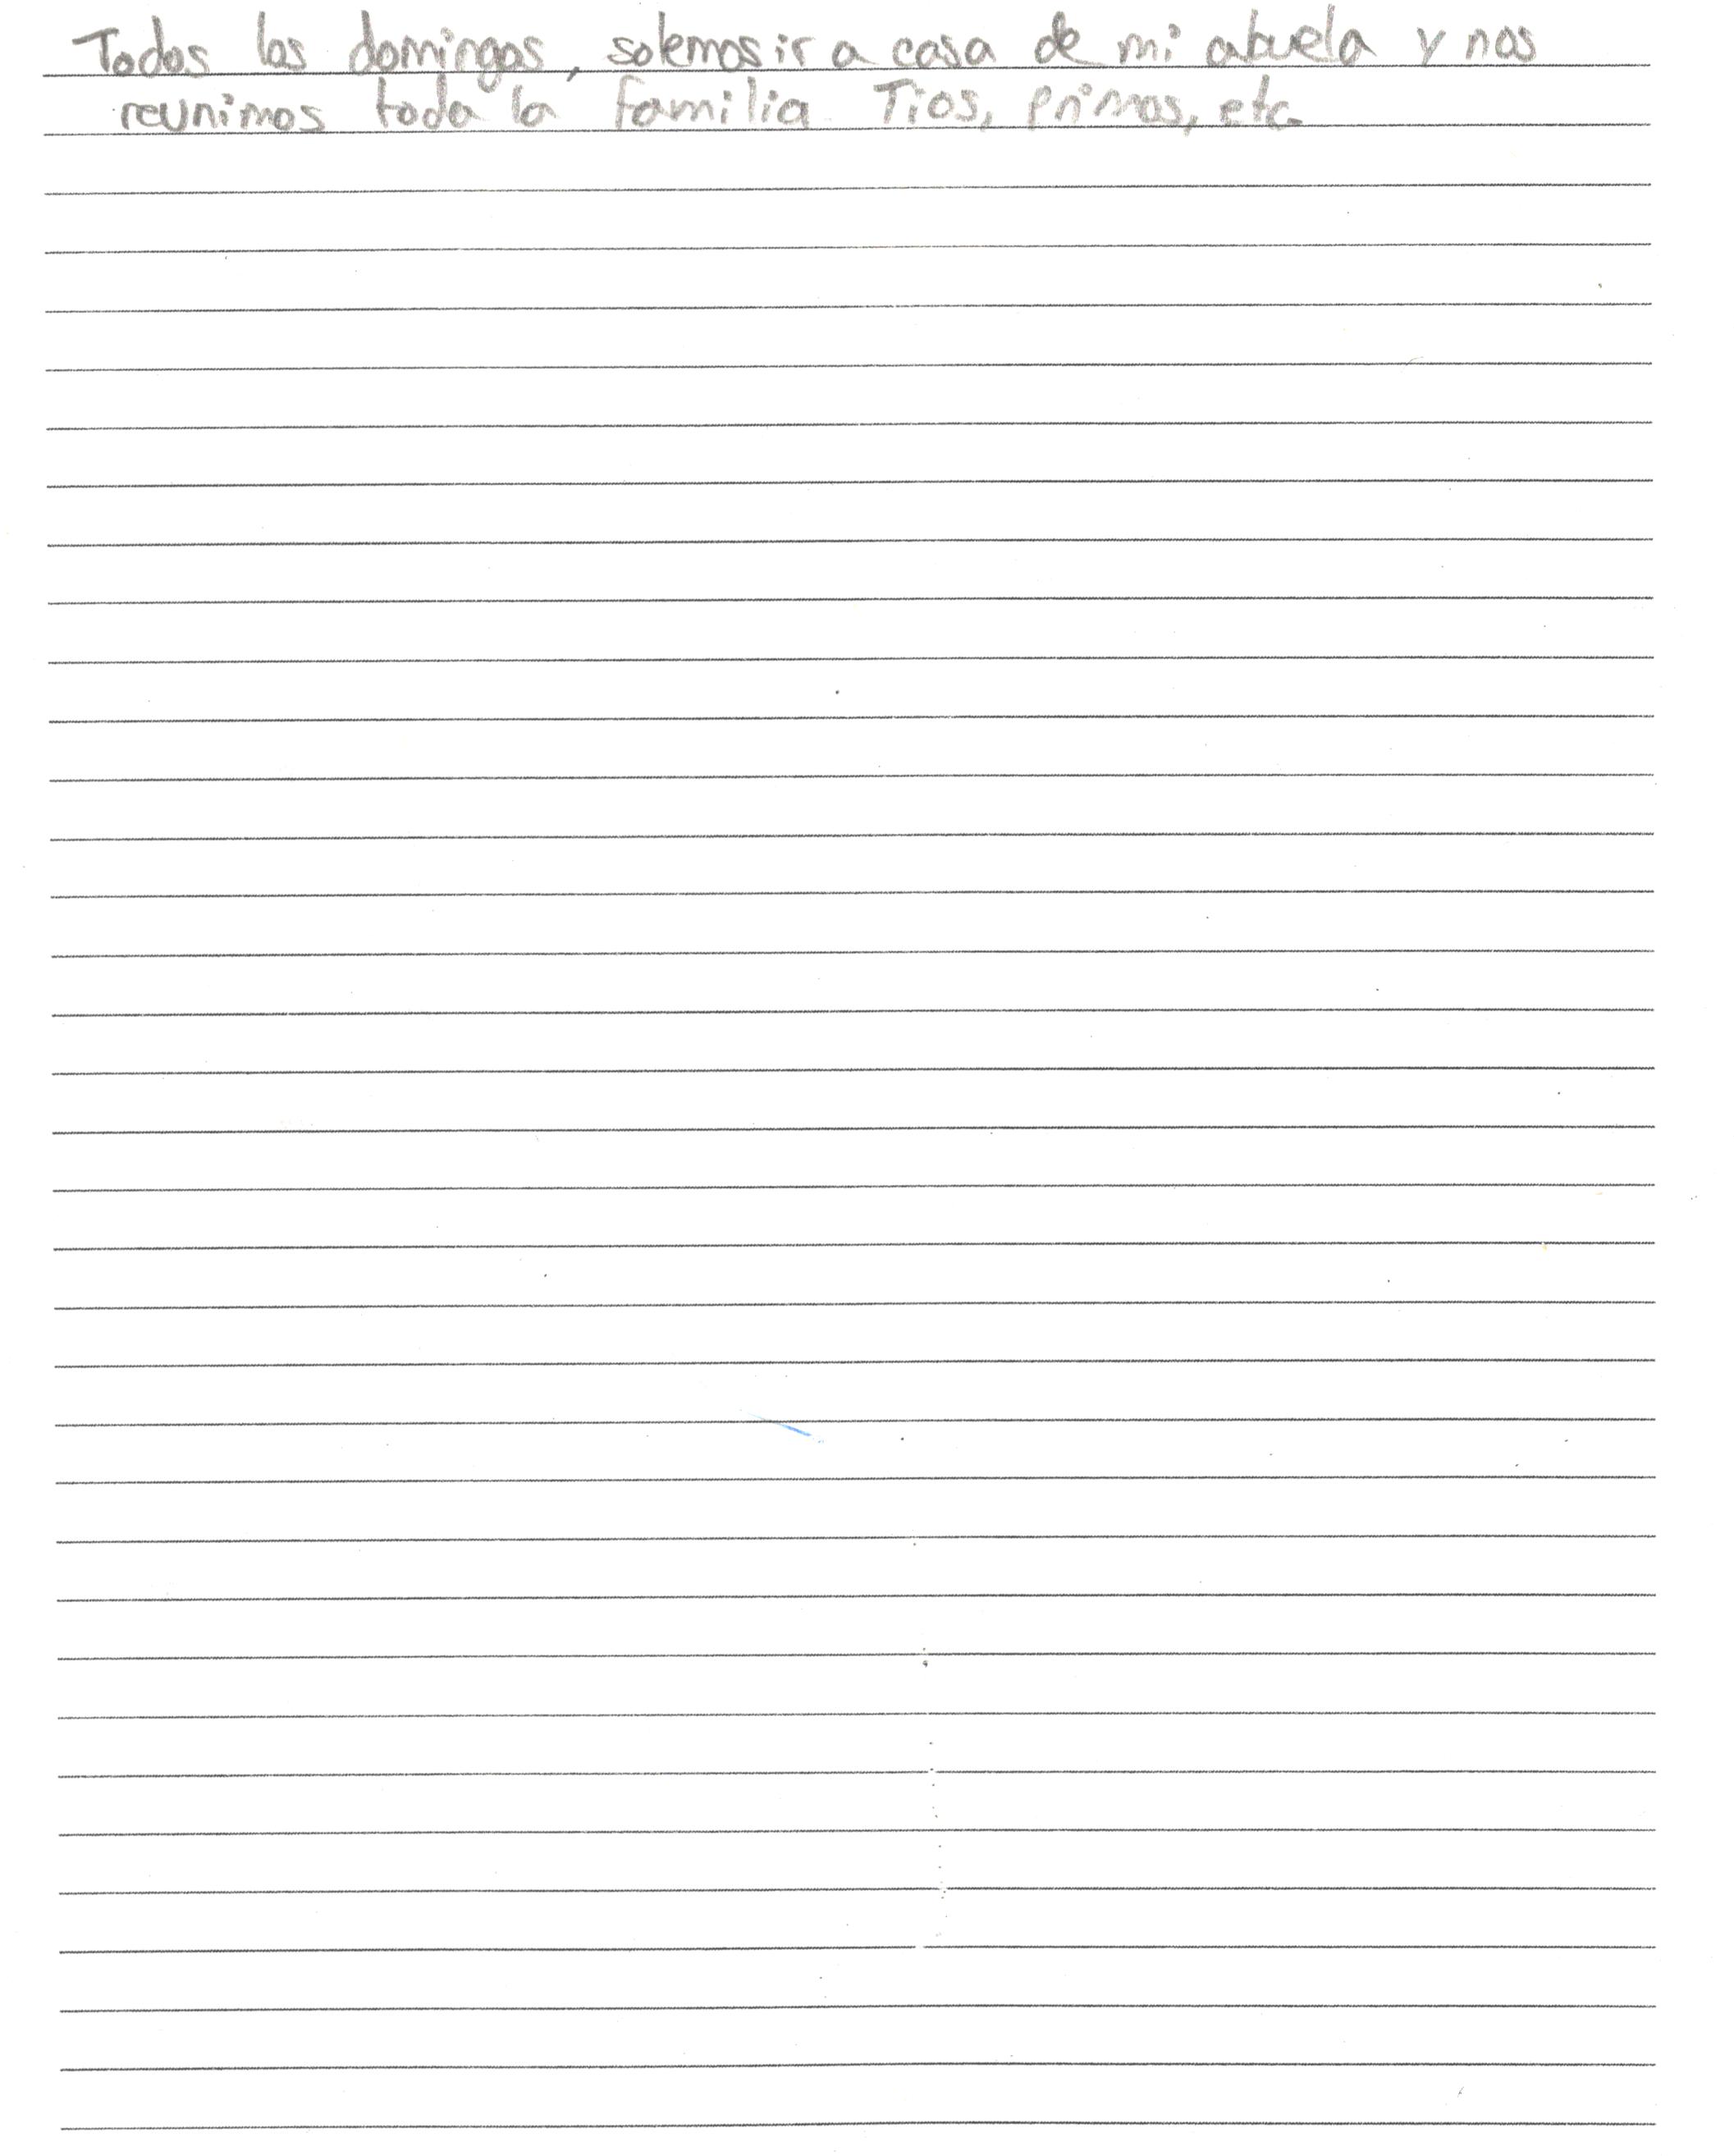 Todos los domingos, solemos ir a casa de mi abuela y nos
reunimos toda la familia Tios, primos, etc